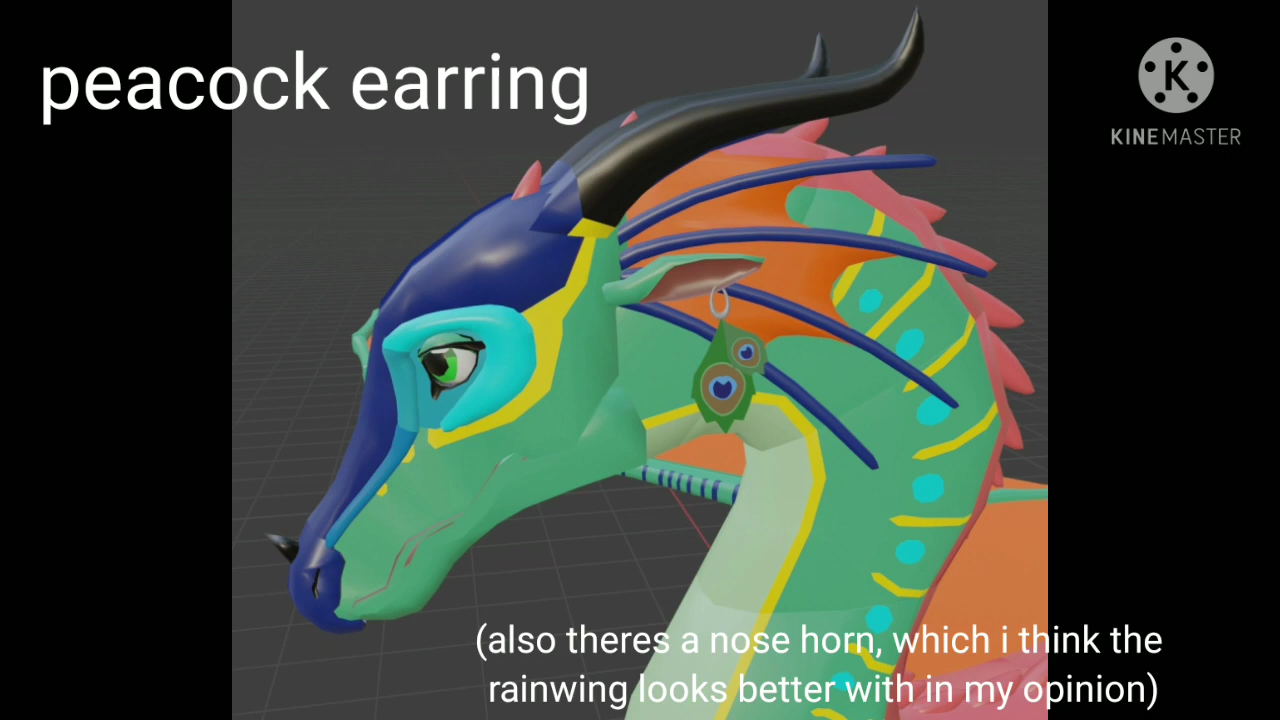 peacock earring
K
KINEMASTER
(also theres a nose horn, which i think the
rainwing looks better with in my opinion)